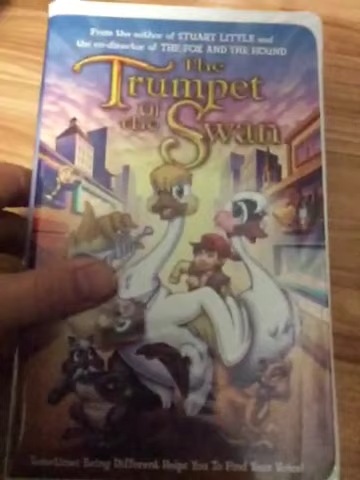 From the author of STUART LITTLE and
the co-director of THE FOX AND THE HOUND
The
Trumpet
Of
the Swan
Sometimes Being Different Helps You To Find Your Voice!